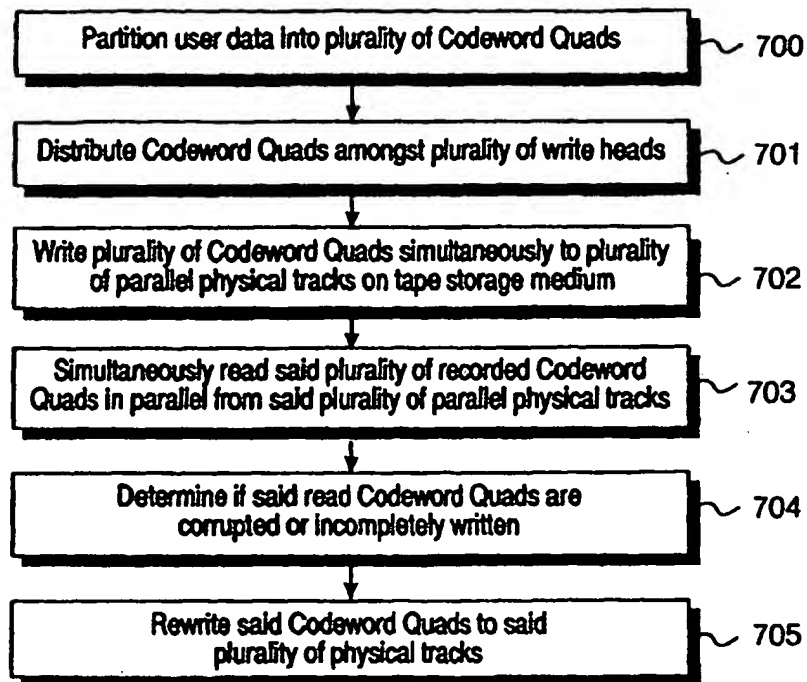 Partition user data into plurality of Codeword Quads
700
Distribute Codeword Quads amongst plurality of write heads
701
Write plurality of Codeword Quads simultaneously to plurality
of parallel physical tracks on tape storage medium
702
Simultaneously read said plurality of recorded Codeword
Quads in parallel from said plurality of parallel physical tracks
703
Determine if said read Codeword Quads are
corrupted or incompletely written
704
Rewrite said Codeword Quads to said
plurality of physical tracks
705